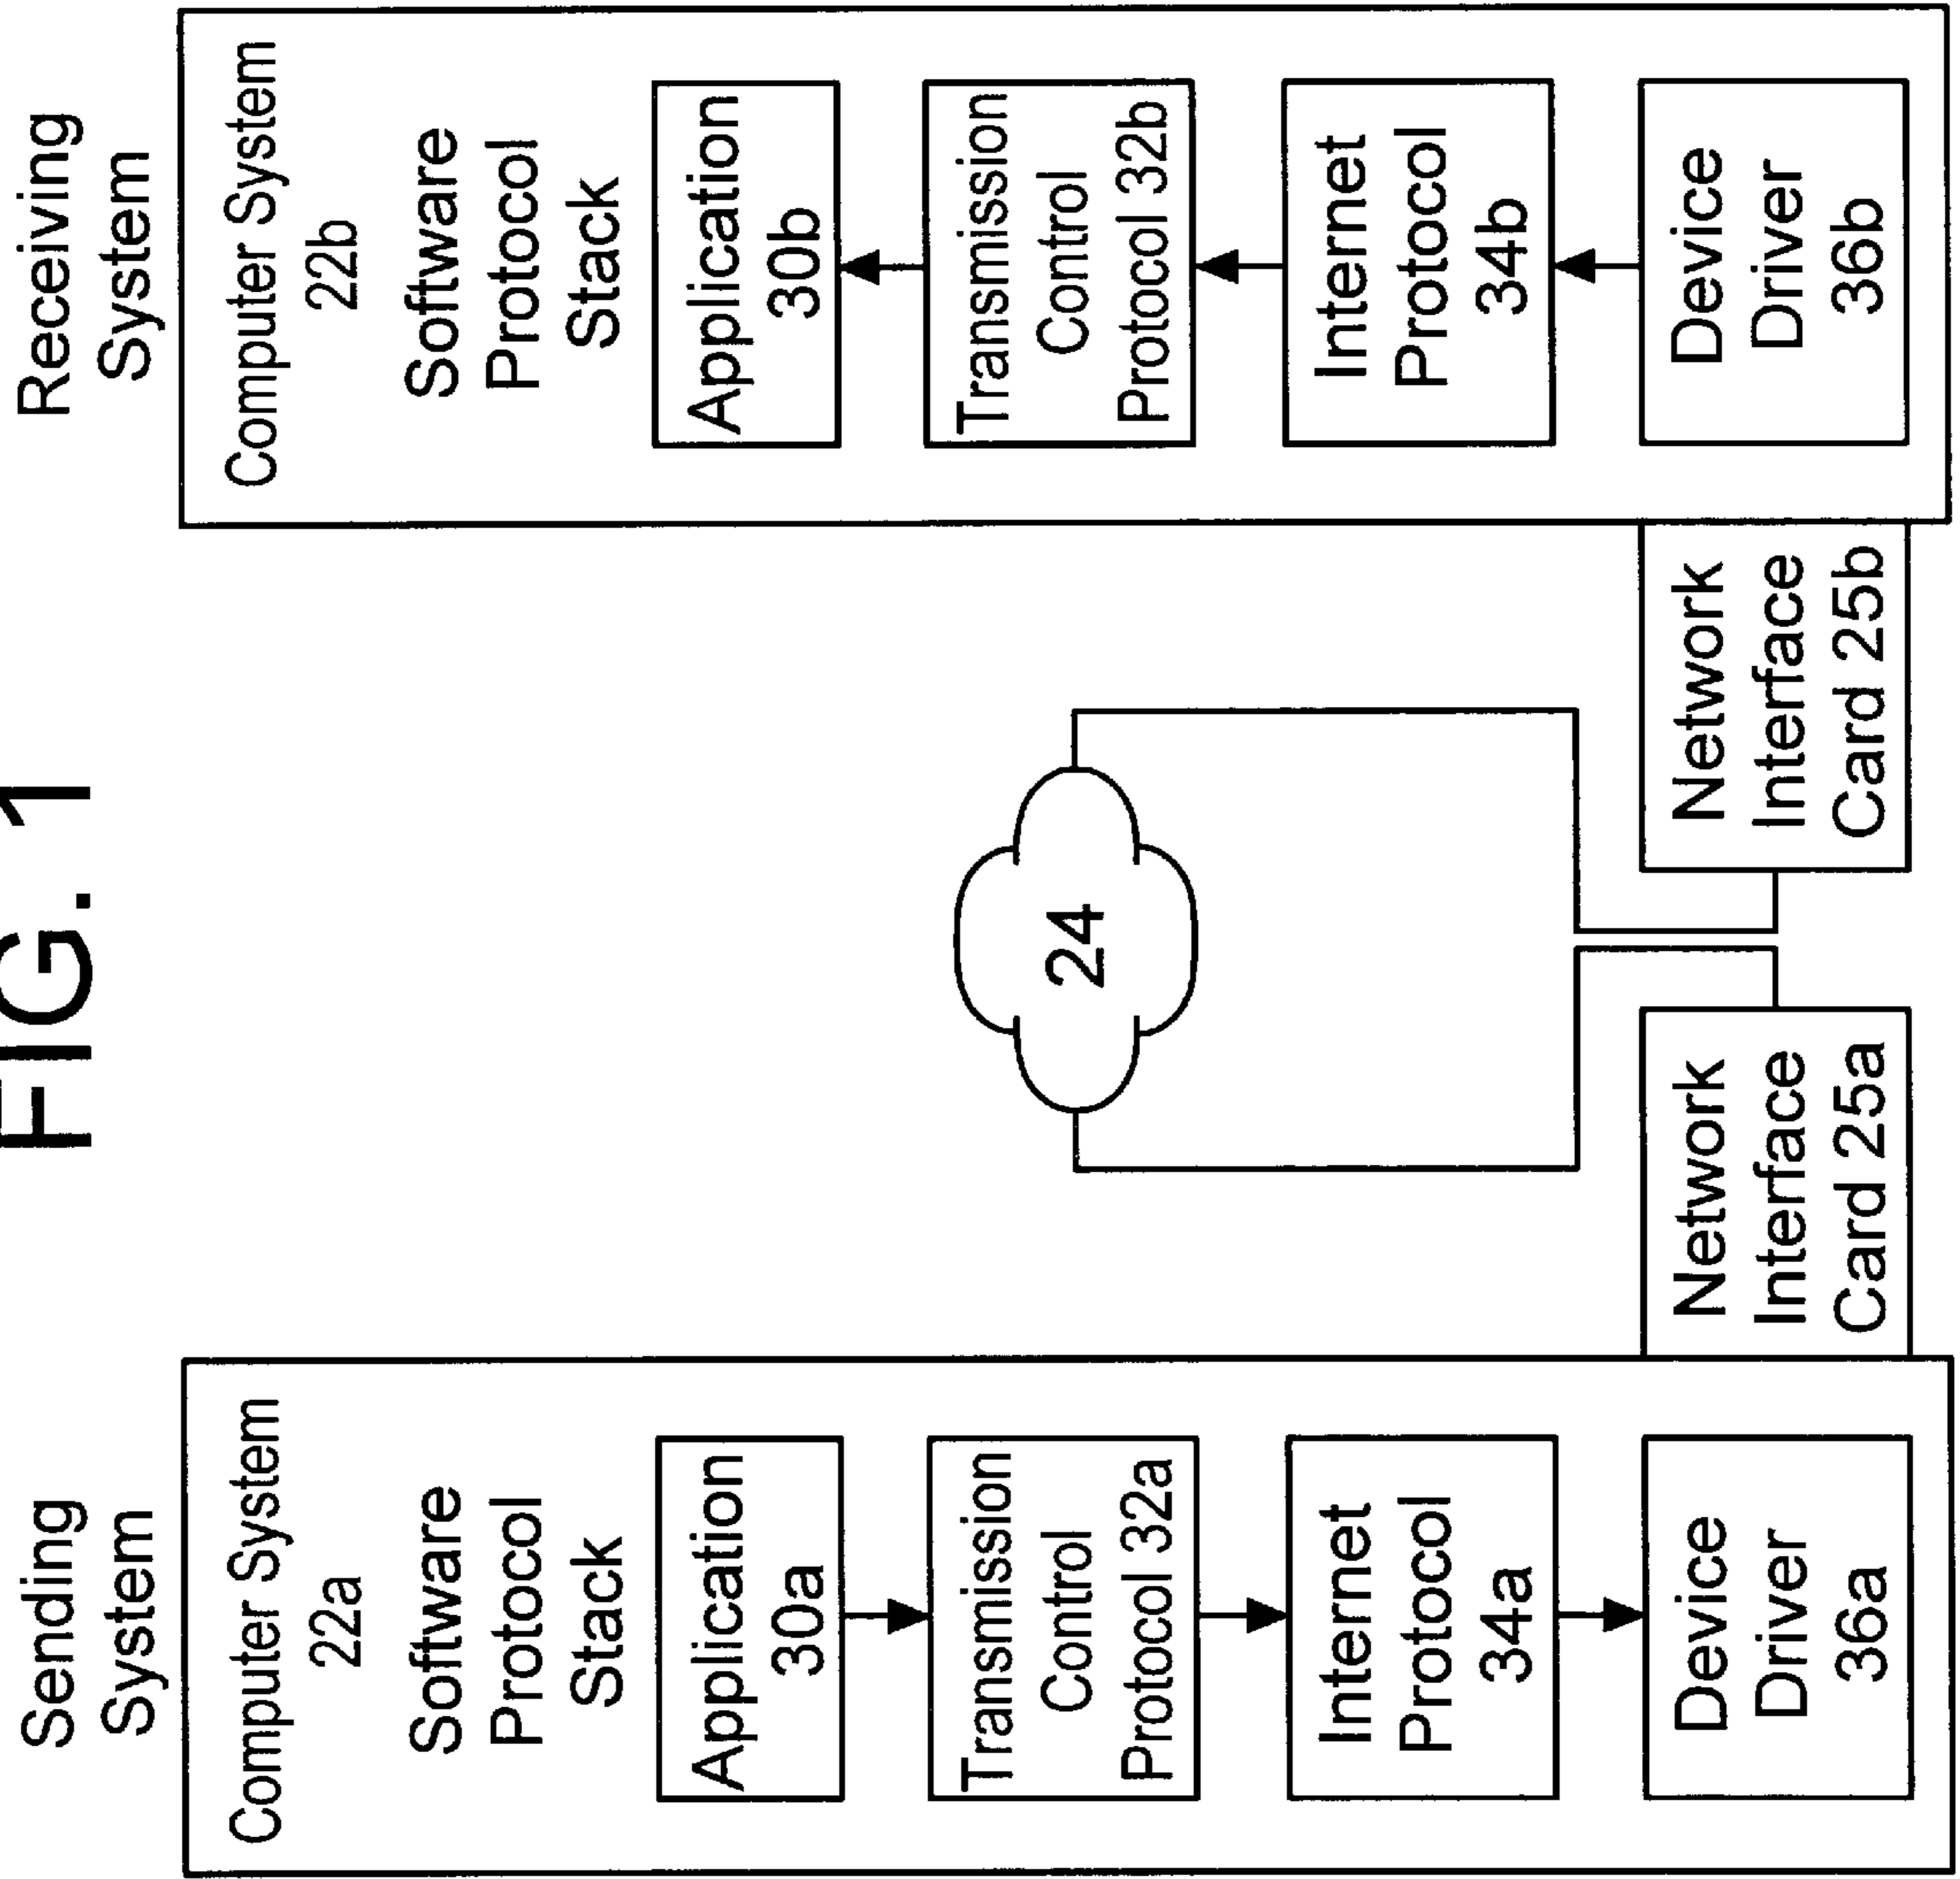 FIG. 1
Sending
System
Computer System
22a
Software
Protocol
Stack
Application
30a
Transmission
Control
Protocol 32a
Internet
Protocol
34a
Device
Driver
36a
Network
Interface
Card 25a
24
Network
Interface
Card 25b
Receiving
System
Computer System
22b
Software
Protocol
Stack
Application
30b
Transmission
Control
Protocol 32b
Internet
Protocol
34b
Device
Driver
36b